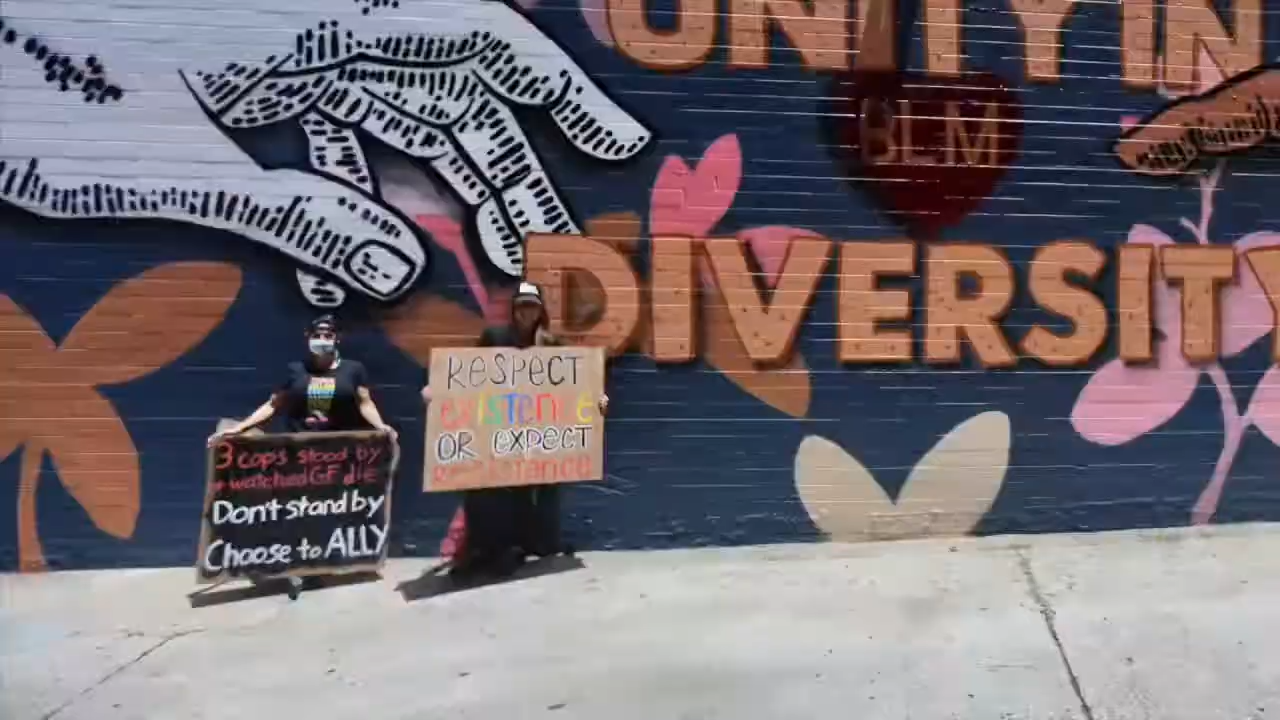 UNITY IN
BLM
DIVERSITY
3 cops stood by
+ watched GF die
Don't stand by
Choose to ALLY
RESPECT
existence
OR EXPECT
resistance